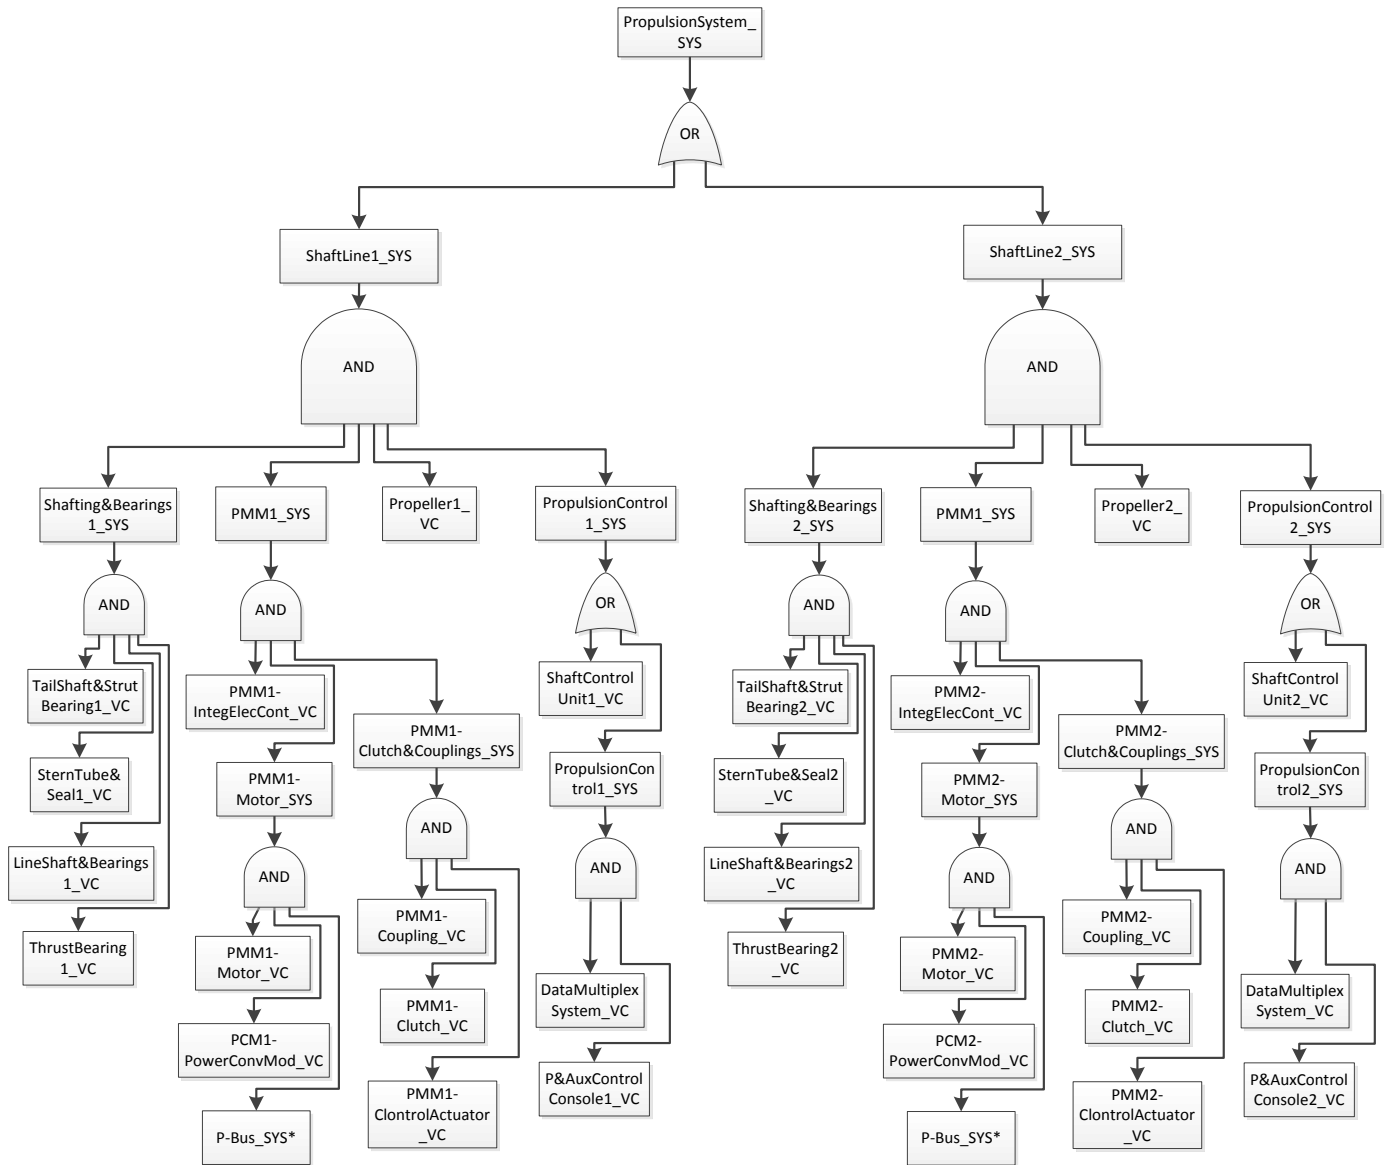 PropulsionSystem_
SYS
OR
ShaftLine1_SYS
ShaftLine2_SYS
AND
AND
Shafting&Bearings
1_SYS
PMM1_SYS
Propeller1_
VC
PropulsionControl
1_SYS
Shafting&Bearings
2_SYS
PMM1_SYS
Propeller2_
VC
PropulsionControl
2_SYS
AND
AND
OR
AND
AND
OR
TailShaft&Strut
Bearing1_VC
PMM1-
IntegElecCont_VC
ShaftControl
Unit1_VC
TailShaft&Strut
Bearing2_VC
PMM2-
IntegElecCont_VC
ShaftControl
Unit2_VC
PMM1-
Clutch&Couplings_SYS
PMM2-
Clutch&Couplings_SYS
SternTube&
Seal1_VC
PMM1-
Motor_SYS
PropulsionCon
trol1_SYS
SternTube&Seal2
_VC
PMM2-
Motor_SYS
PropulsionCon
trol2_SYS
AND
AND
LineShaft&Bearings
1_VC
AND
AND
LineShaft&Bearings2
_VC
AND
AND
PMM1-
Coupling_VC
PMM2-
Coupling_VC
ThrustBearing
1_VC
PMM1-
Motor_VC
ThrustBearing2
_VC
PMM2-
Motor_VC
PMM1-
Clutch_VC
DataMultiplex
System_VC
PMM2-
Clutch_VC
DataMultiplex
System_VC
PCM1-
PowerConvMod_VC
PCM2-
PowerConvMod_VC
PMM1-
ClontrolActuator
_VC
P&AuxControl
Console1_VC
PMM2-
ClontrolActuator
_VC
P&AuxControl
Console2_VC
P-Bus_SYS*
P-Bus_SYS*